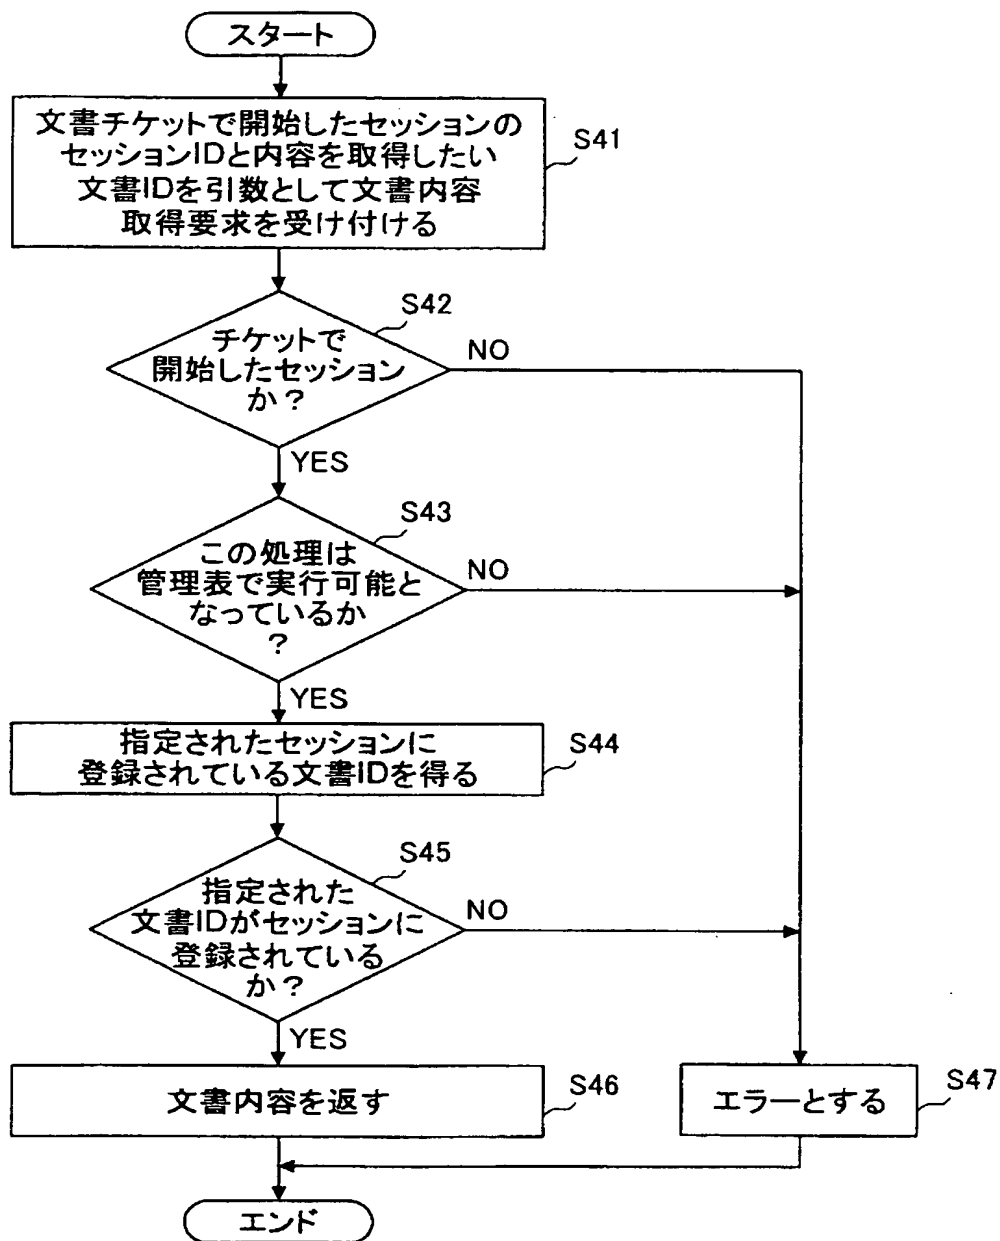 スタート
文書チケットで開始したセッションの
セッションIDと内容を取得したい
文書IDを引数として文書内容
取得要求を受け付ける
S41
S42
チケットで
開始したセッション
か？
NO
YES
S43
この処理は
管理表で実行可能と
なっているか
？
NO
YES
指定されたセッションに
登録されている文書IDを得る
S44
S45
指定された
文書IDがセッションに
登録されている
か？
NO
YES
文書内容を返す
S46
エラーとする
S47
エンド